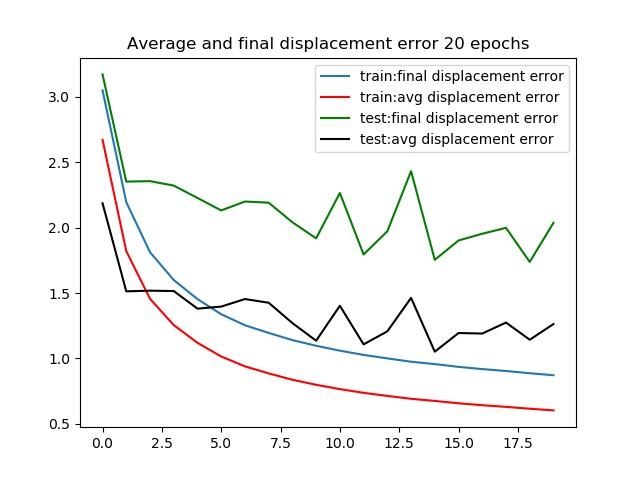 Average and final displacement error 20 epochs
train:final displacement error
train:avg displacement error
test:final displacement error
test:avg displacement error
3.0
2.5
2.0
1.5
1.0
0.5
0.0 2.5 5.0 7.5 10.0 12.5 15.0 17.5